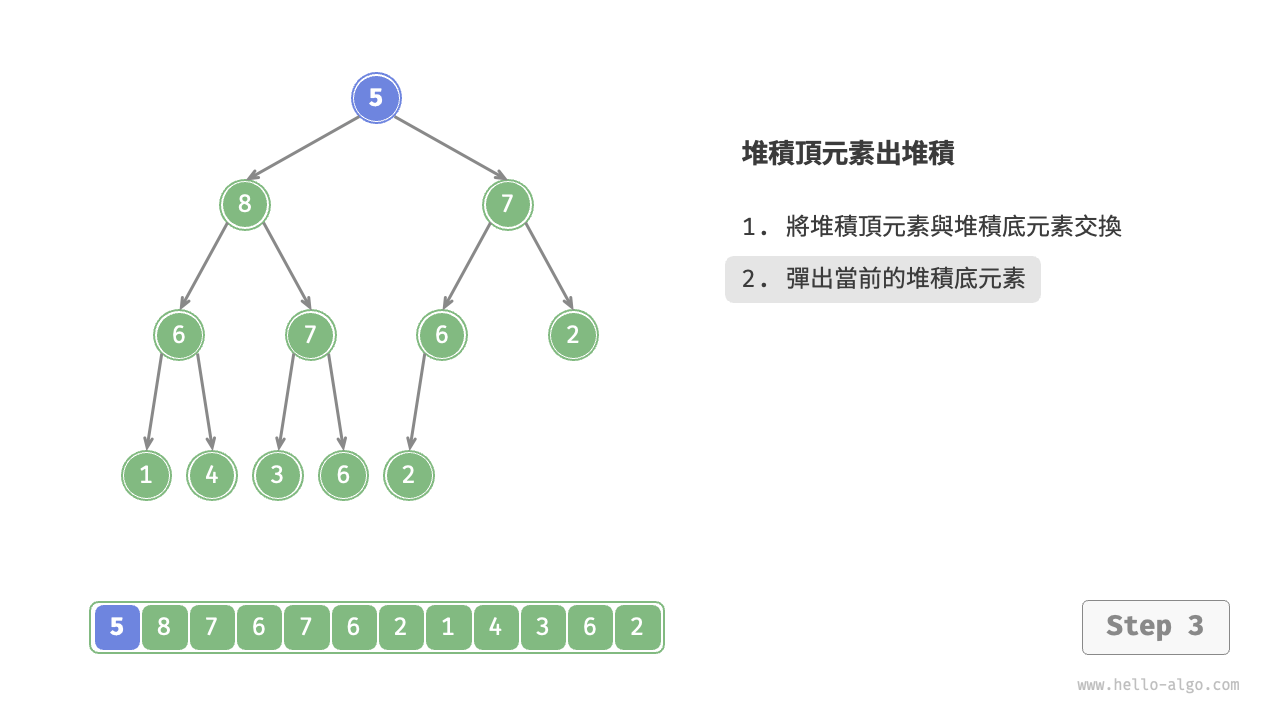 5
8 7
6 7 6 2
1 4 3 6 2
堆積頂元素出堆積
1. 將堆積頂元素與堆積底元素交換
2. 彈出當前的堆積底元素
5 8 7 6 7 6 2 1 4 3 6 2
Step 3
www.hello-algo.com